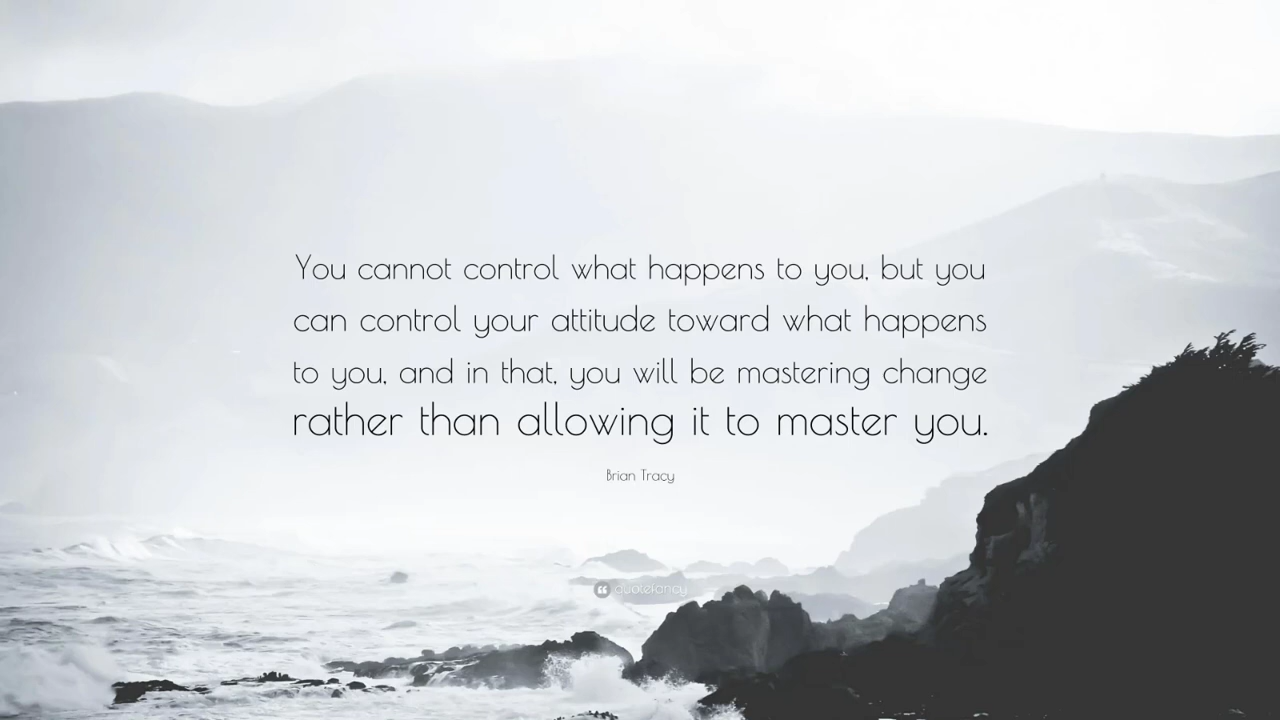 You cannot control what happens to you, but you
can control your attitude toward what happens
to you, and in that, you will be mastering change
rather than allowing it to master you.
Brian Tracy
quotefancy